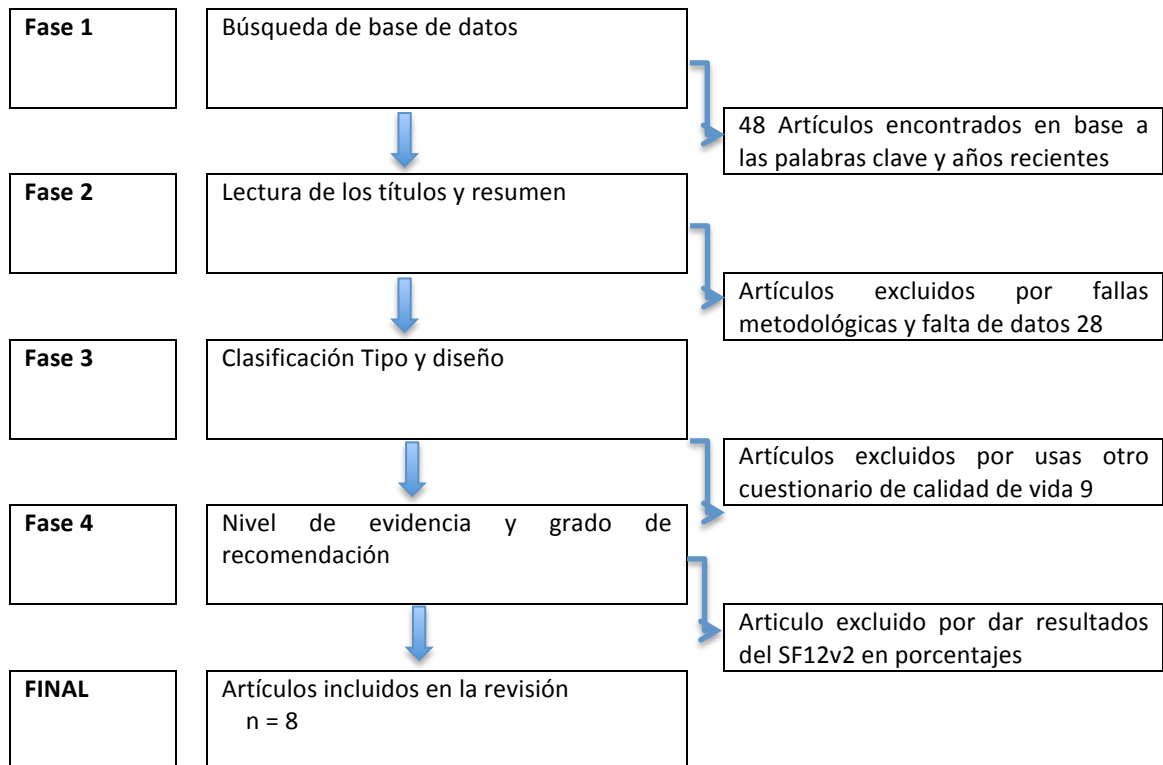 Fase 1
Búsqueda de base de datos
48 Artículos encontrados en base a
las palabras clave y años recientes
Fase 2
Lectura de los títulos y resumen
Artículos excluidos por fallas
metodológicas y falta de datos 28
Fase 3
Clasificación Tipo y diseño
Artículos excluidos por usas otro
cuestionario de calidad de vida 9
Fase 4
Nivel de evidencia y grado de
recomendación
Articulo excluido por dar resultados
del SF12v2 en porcentajes
FINAL
Artículos incluidos en la revisión
n = 8